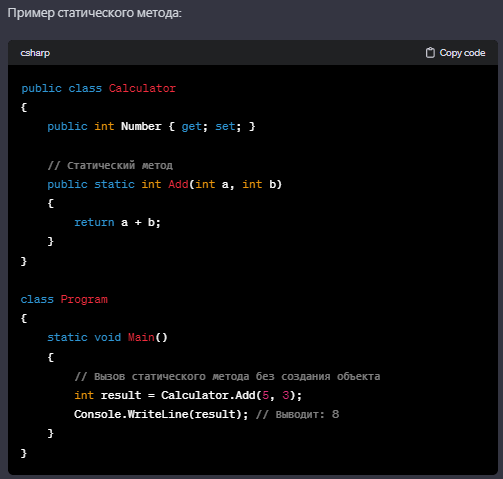 Пример статического метода:
csharp
Copy code
public class Calculator
{
    public int Number { get; set; }

    // Статический метод
    public static int Add(int a, int b)
    {
        return a + b;
    }
}

class Program
{
    static void Main()
    {
        // Вызов статического метода без создания объекта
        int result = Calculator.Add(5, 3);
        Console.WriteLine(result); // Выводит: 8
    }
}